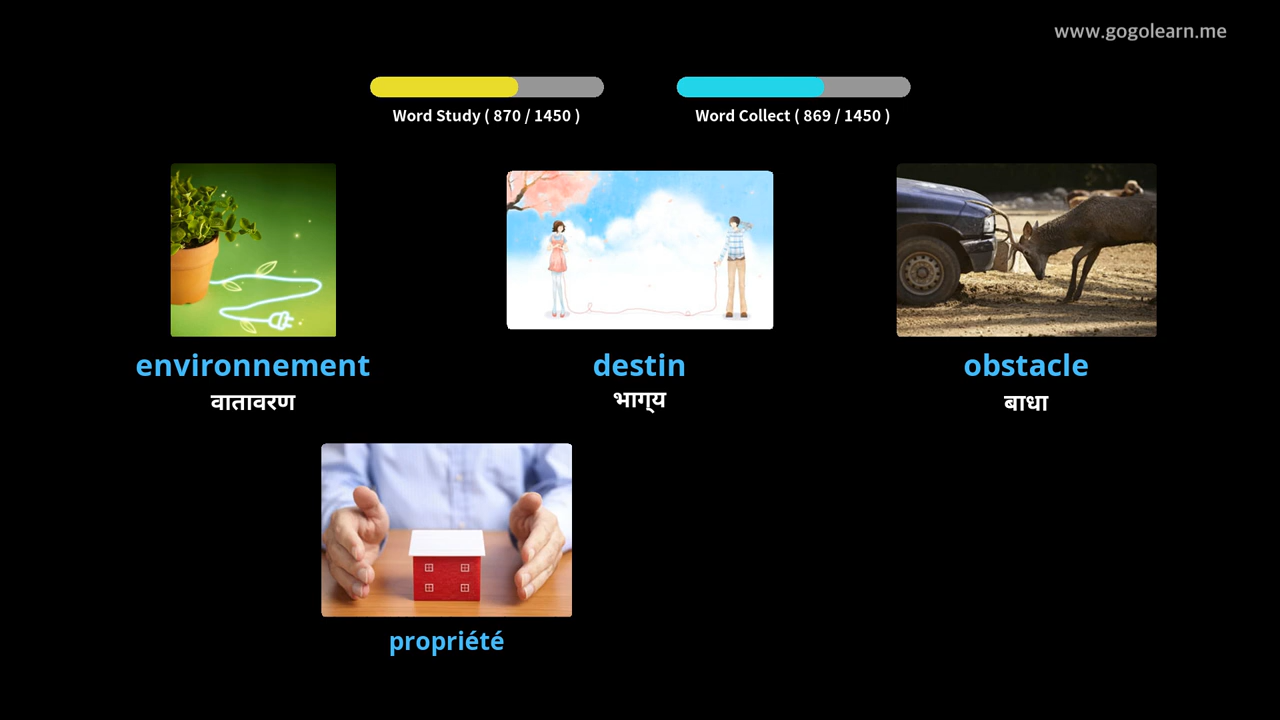 www.gogolearn.me
Word Study ( 870 / 1450 )
Word Collect ( 869 / 1450 )
environnement
वातावरण
destin
भाग्‌य
obstacle
बाधा
propriété